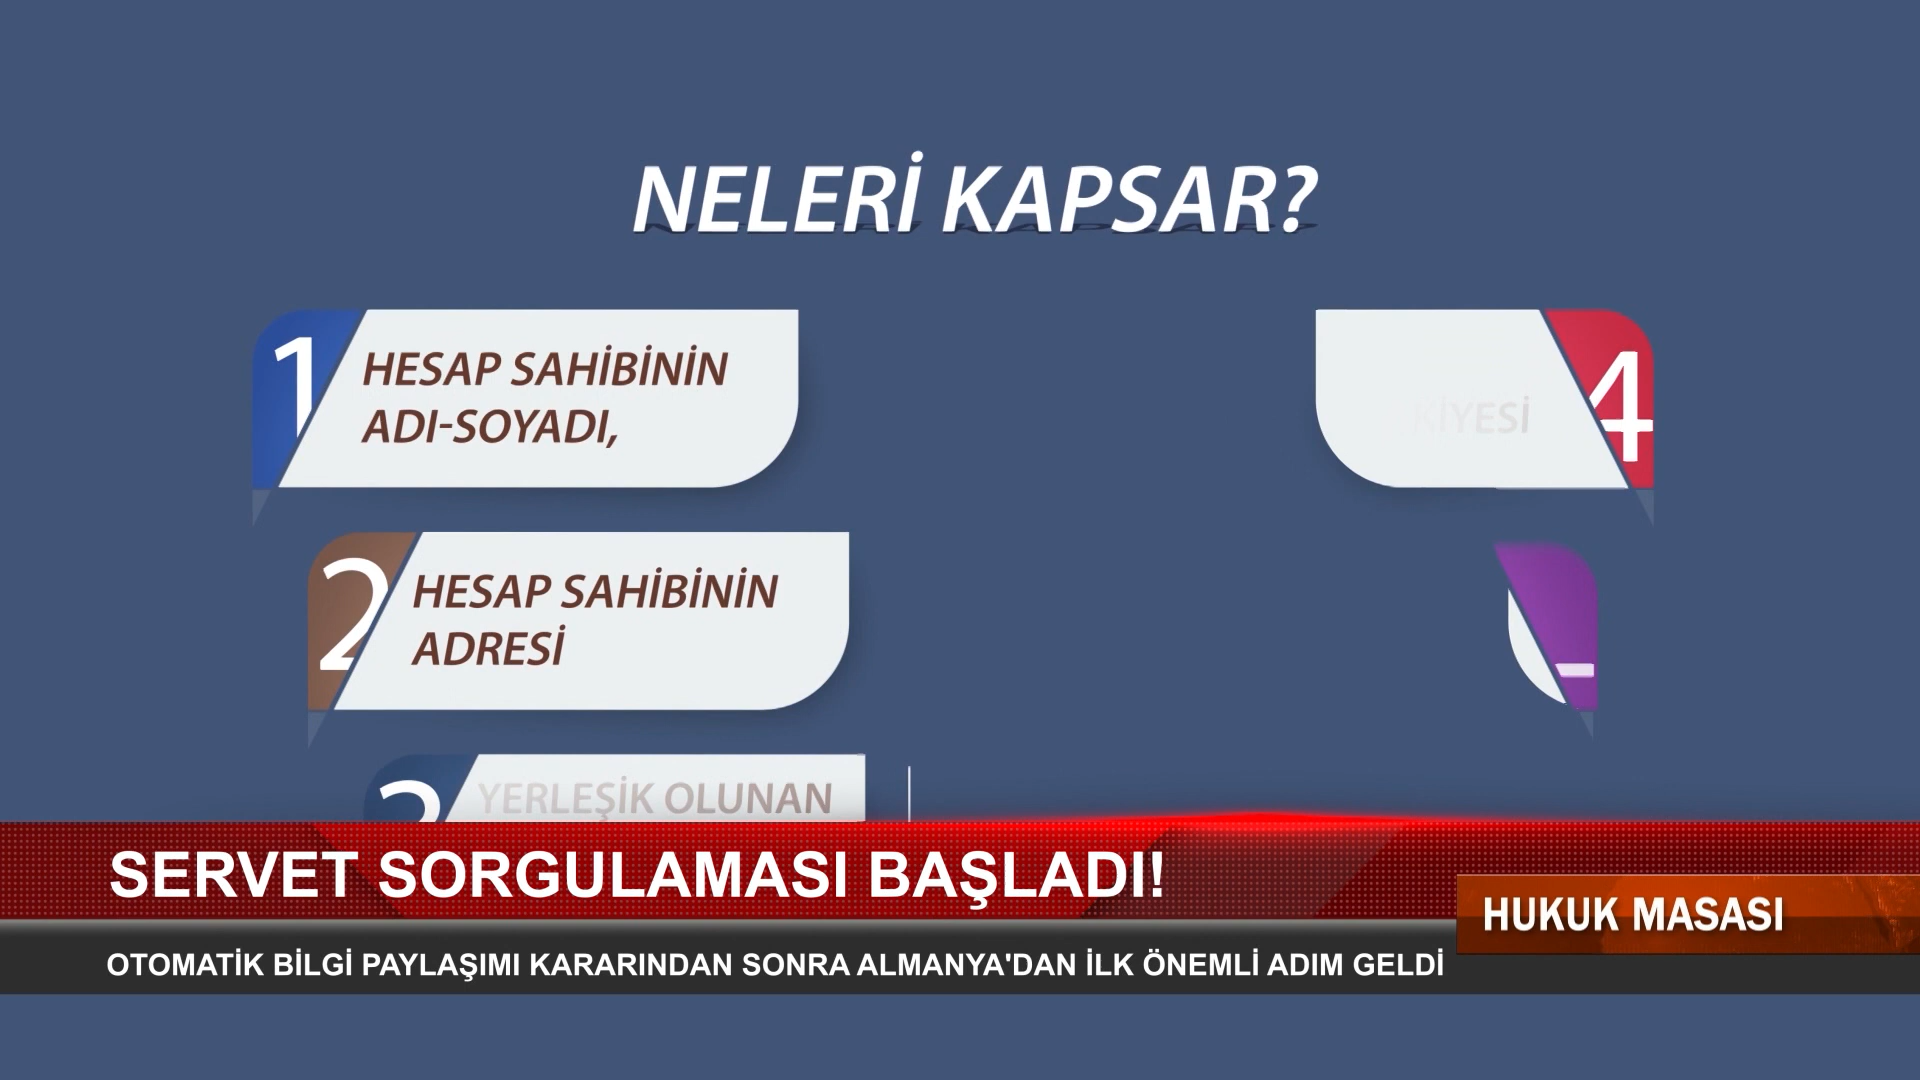 NELERİ KAPSAR?
1
HESAP SAHİBİNİN
ADI-SOYADI,
2
HESAP SAHİBİNİN
ADRESİ
YERLEŞİK OLUNAN
4
SERVET SORGULAMASI BAŞLADI!
HUKUK MASASI
OTOMATİK BİLGİ PAYLAŞIMI KARARINDAN SONRA ALMANYA'DAN İLK ÖNEMLİ ADIM GELDİ